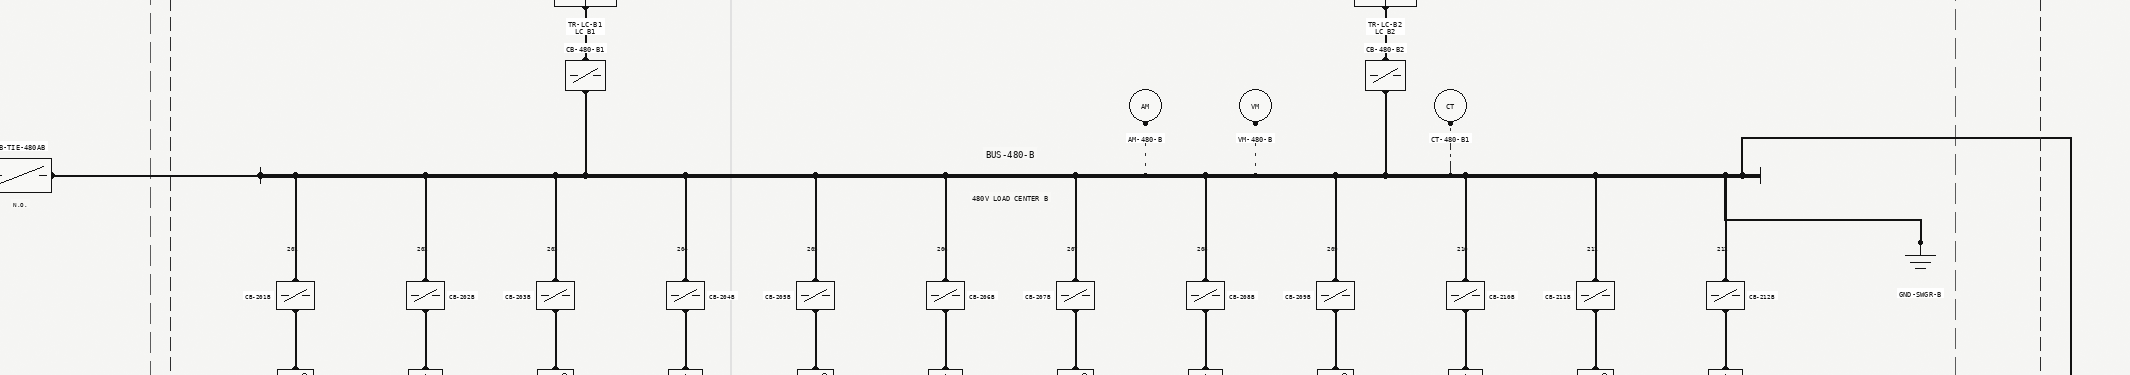 TR-LC-B1
LC B1
CB-480-B1
TR-LC-B2
LC B2
CB-480-B2
AM
VM
CT
AM-480-B
VM-480-B
CT-480-B1
B-TIE-480AB
N.O.
BUS-480-B
480V LOAD CENTER B
CB-201B
CB-202B
CB-203B
CB-204B
CB-205B
CB-206B
CB-207B
CB-208B
CB-209B
CB-210B
CB-211B
CB-212B
GND-SWGR-B